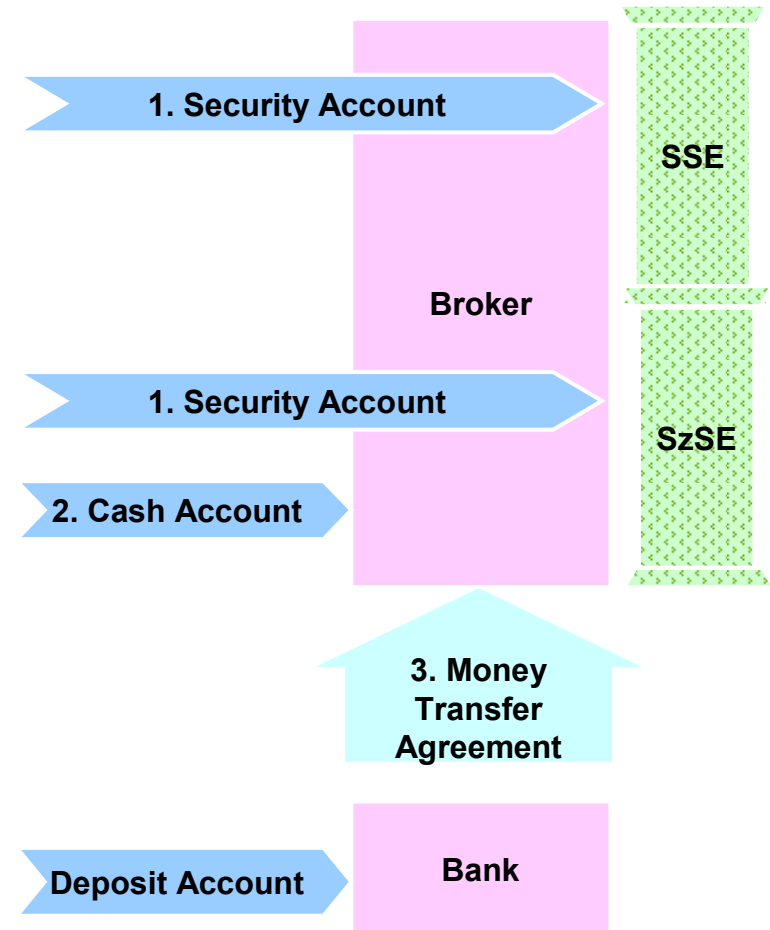 1. Security Account
SSE
Broker
1. Security Account
SzSE
2. Cash Account
3. Money
Transfer
Agreement
Bank
Deposit Account